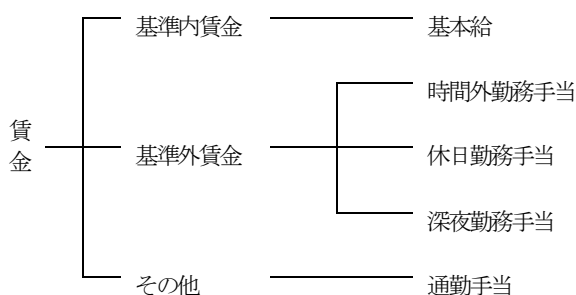 賃金
基準内賃金
基本給
基準外賃金
時間外勤務手当
休日勤務手当
深夜勤務手当
その他
通勤手当